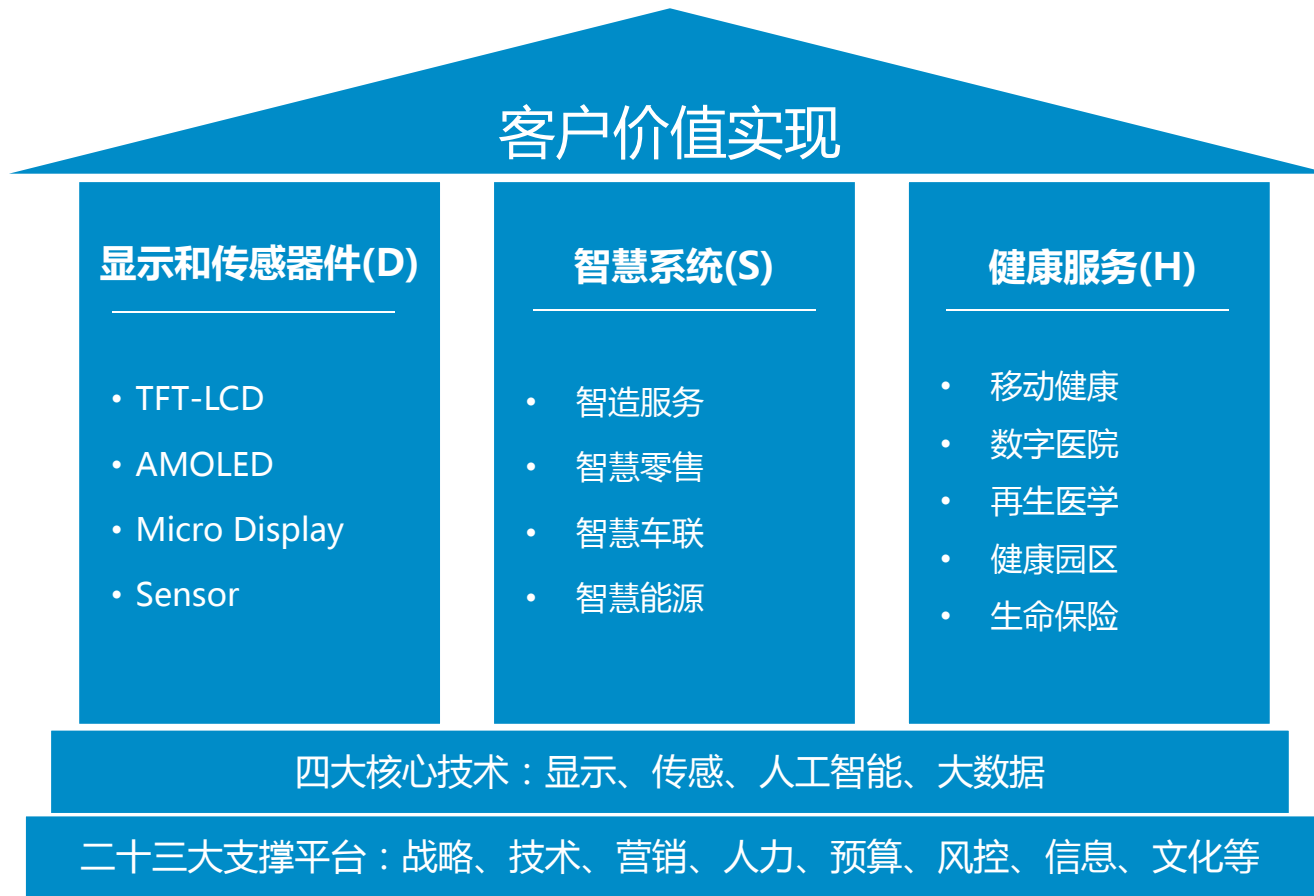 客户价值实现
显示和传感器件(D)
• TFT-LCD
• AMOLED
• Micro Display
• Sensor
智慧系统(S)
• 智造服务
• 智慧零售
• 智慧车联
• 智慧能源
健康服务(H)
• 移动健康
• 数字医院
• 再生医学
• 健康园区
• 生命保险
四大核心技术：显示、传感、人工智能、大数据
二十三大支撑平台：战略、技术、营销、人力、预算、风控、信息、文化等